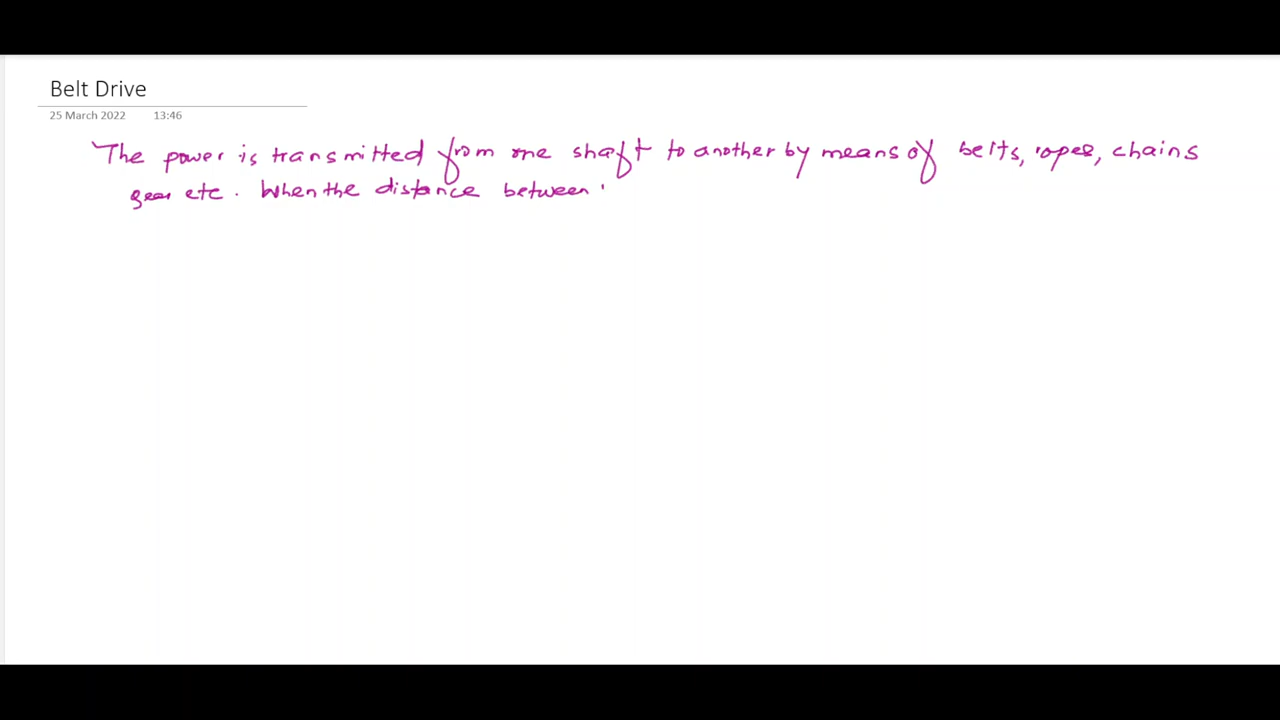 Belt Drive
25 March 2022 13:46
The power is transmitted from one shaft to another by means of belts, ropes, chains
gear etc. When the distance between